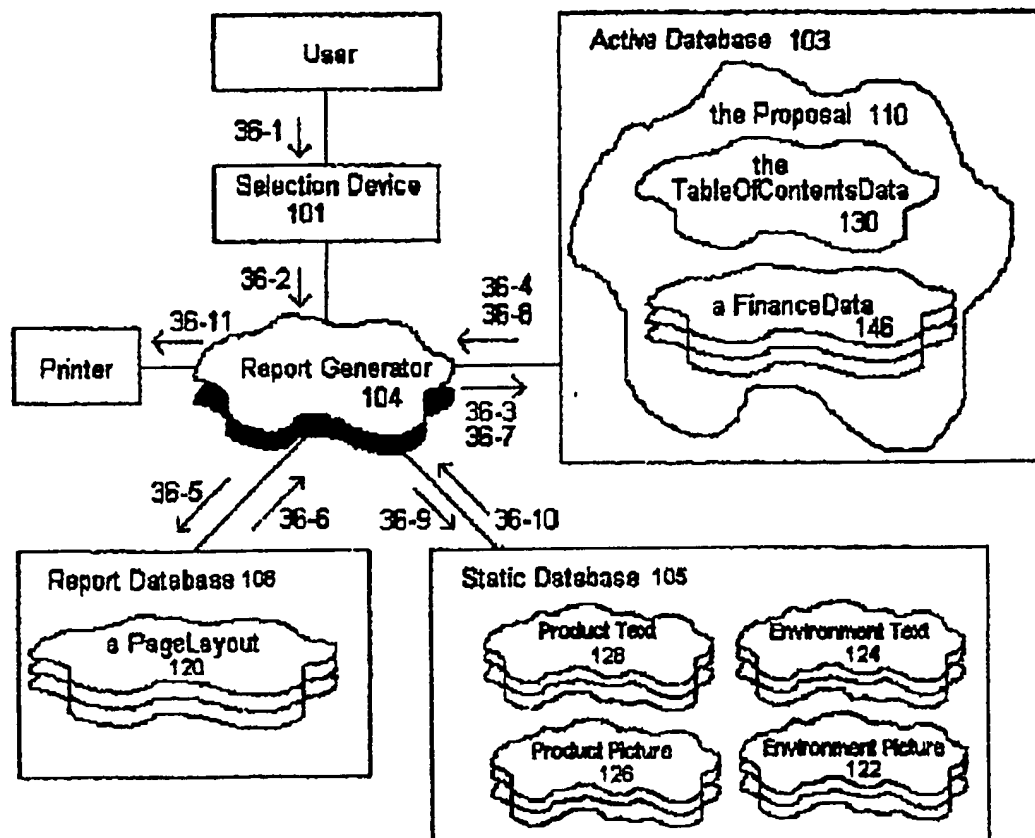 User
36-1
Selection Device
101
36-2
36-11
Printer
Report Generator
104
36-4
36-8
36-3
36-7
Active Database 103
the Proposal 110
the
TableOfContentsData
130
a FinanceData
146
36-5
36-6
36-9
36-10
Report Database 108
a PageLayout
120
Static Database 105
Product Text
128
Environment Text
124
Product Picture
126
Environment Picture
122